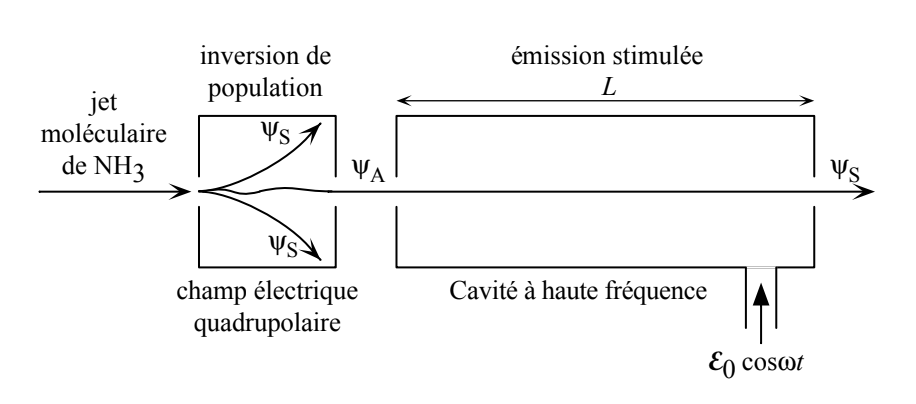 inversion de
population
émission stimulée
L
jet
moléculaire
de NH3
ψS
ψA
ψS
ψS
champ électrique
quadrupolaire
Cavité à haute fréquence
ℰ0 cosωt